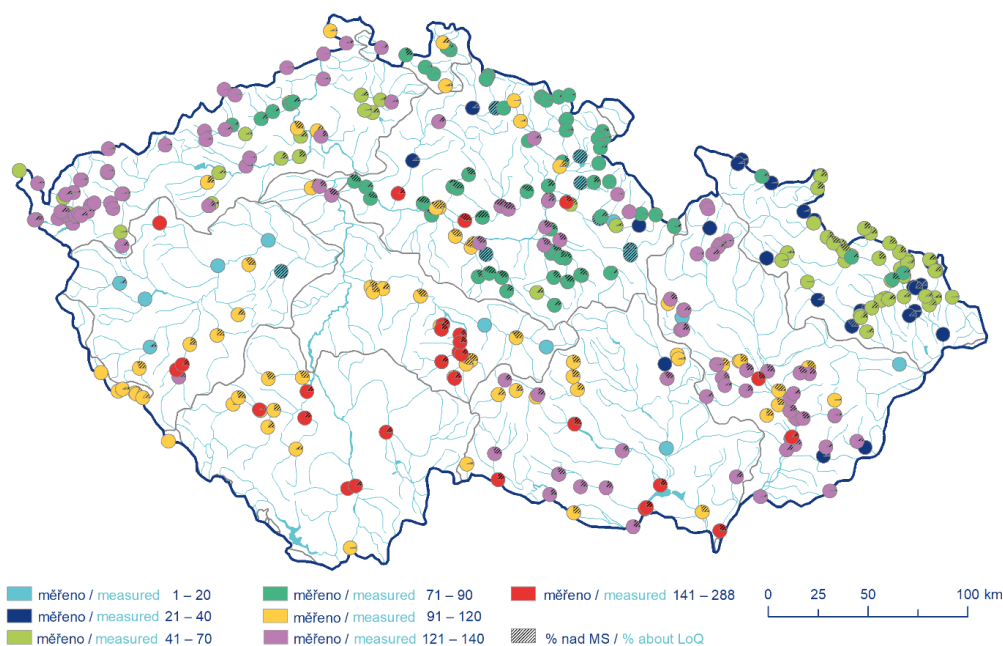 měřeno / measured 1 – 20
měřeno / measured 21 – 40
měřeno / measured 41 – 70
měřeno / measured 71 – 90
měřeno / measured 91 – 120
měřeno / measured 121 – 140
měřeno / measured 141 – 288
% nad MS / % about LoQ
0 25 50 100 km